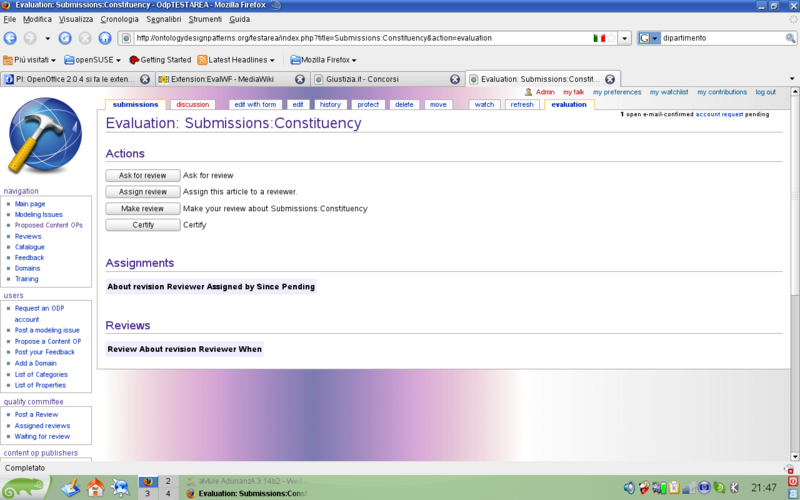 Evaluation: Submissions:Constituency - OdpTESTAREA - Mozilla Firefox
File Modifica Visualizza Cronologia Segnalibri Strumenti Guida
http://ontologydesignpatterns.org/testarea/index.php?title=Submissions:Constituency&action=evaluation
dipartimento
Più visitati openSUSE Getting Started Latest Headlines Mozilla Firefox
PI: OpenOffice 2.0.4 si fa le exten... Extension:EvalWF - MediaWiki Giustizia.it - Concorsi Evaluation: Submissions:Constit...
Admin my talk my preferences my watchlist my contributions log out
submissions discussion edit with form edit history protect delete move watch refresh evaluation
1 open e-mail-confirmed account request pending
Evaluation: Submissions:Constituency
Actions
Ask for review Ask for review
Assign review Assign this article to a reviewer.
Make review Make your review about Submissions:Constituency
Certify Certify
Assignments
About revision Reviewer Assigned by Since Pending
Reviews
Review About revision Reviewer When
navigation
Main page
Modeling Issues
Proposed Content OPs
Reviews
Catalogue
Feedback
Domains
Training
users
Request an ODP
account
Post a modeling issue
Propose a Content OP
Post your Feedback
Add a Domain
List of Categories
List of Properties
quality committee
Post a Review
Assigned reviews
Waiting for review
content op publishers
Completato
2
3 4
aMule AdunanzA 3.14b2 - We.
Evaluation: Submissions:Const
21:47